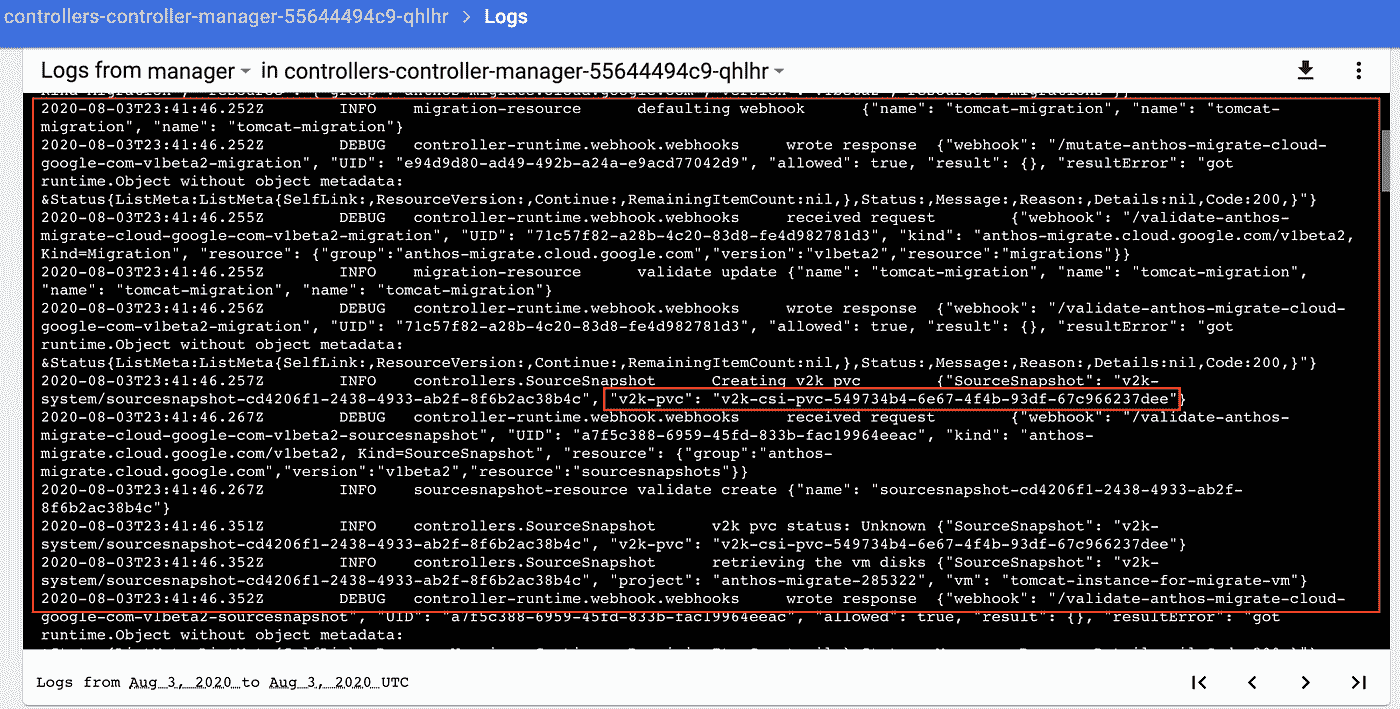 controllers-controller-manager-55644494c9-qhlhr > Logs
Logs from manager in controllers-controller-manager-55644494c9-qhlhr
2020-08-03T23:41:46.252Z INFO migration-resource defaulting webhook {"name": "tomcat-migration", "name": "tomcat-
migration", "name": "tomcat-migration"}
2020-08-03T23:41:46.252Z DEBUG controller-runtime.webhook.webhooks wrote response {"webhook": "/mutate-anthos-migrate-cloud-
google-com-v1beta2-migration", "UID": "e94d9d80-ad49-492b-a24a-e9acd77042d9", "allowed": true, "result": {}, "resultError": "got
runtime.Object without object metadata:
&Status{ListMeta:ListMeta{SelfLink:,ResourceVersion:,Continue:,RemainingItemCount:nil,},Status:,Message:,Reason:,Details:nil,Code:200,}"}
2020-08-03T23:41:46.255Z DEBUG controller-runtime.webhook.webhooks received request {"webhook": "/validate-anthos-
migrate-cloud-google-com-v1beta2-migration", "UID": "71c57f82-a28b-4c20-83d8-fe4d982781d3", "kind": "anthos-migrate.cloud.google.com/v1beta2,
Kind=Migration", "resource": {"group":"anthos-migrate.cloud.google.com","version":"v1beta2","resource":"migrations"}}
2020-08-03T23:41:46.255Z INFO migration-resource validate update {"name": "tomcat-migration", "name": "tomcat-migration",
"name": "tomcat-migration", "name": "tomcat-migration"}
2020-08-03T23:41:46.256Z DEBUG controller-runtime.webhook.webhooks wrote response {"webhook": "/validate-anthos-migrate-cloud-
google-com-v1beta2-migration", "UID": "71c57f82-a28b-4c20-83d8-fe4d982781d3", "allowed": true, "result": {}, "resultError": "got
runtime.Object without object metadata:
&Status{ListMeta:ListMeta{SelfLink:,ResourceVersion:,Continue:,RemainingItemCount:nil,},Status:,Message:,Reason:,Details:nil,Code:200,}"}
2020-08-03T23:41:46.257Z INFO controllers.SourceSnapshot Creating v2k pvc {"SourceSnapshot": "v2k-
system/sourcesnapshot-cd4206f1-2438-4933-ab2f-8f6b2ac38b4c", "v2k-pvc": "v2k-csi-pvc-549734b4-6e67-4f4b-93df-67c966237dee"}
2020-08-03T23:41:46.267Z DEBUG controller-runtime.webhook.webhooks received request {"webhook": "/validate-anthos-
migrate-cloud-google-com-v1beta2-sourcesnapshot", "UID": "a7f5c388-6959-45fd-833b-fac19964eeac", "kind": "anthos-
migrate.cloud.google.com/v1beta2, Kind=SourceSnapshot", "resource": {"group":"anthos-
migrate.cloud.google.com","version":"v1beta2","resource":"sourcesnapshots"}}
2020-08-03T23:41:46.267Z INFO sourcesnapshot-resource validate create {"name": "sourcesnapshot-cd4206f1-2438-4933-ab2f-
8f6b2ac38b4c"}
2020-08-03T23:41:46.351Z INFO controllers.SourceSnapshot v2k pvc status: Unknown {"SourceSnapshot": "v2k-
system/sourcesnapshot-cd4206f1-2438-4933-ab2f-8f6b2ac38b4c", "v2k-pvc": "v2k-csi-pvc-549734b4-6e67-4f4b-93df-67c966237dee"}
2020-08-03T23:41:46.352Z INFO controllers.SourceSnapshot retrieving the vm disks {"SourceSnapshot": "v2k-
system/sourcesnapshot-cd4206f1-2438-4933-ab2f-8f6b2ac38b4c", "project": "anthos-migrate-285322", "vm": "tomcat-instance-for-migrate-vm"}
2020-08-03T23:41:46.352Z DEBUG controller-runtime.webhook.webhooks wrote response {"webhook": "/validate-anthos-migrate-cloud-
google-com-v1beta2-sourcesnapshot", "UID": "a7f5c388-6959-45fd-833b-fac19964eeac", "allowed": true, "result": {}, "resultError": "got
runtime.Object without object metadata:
Logs from Aug 3, 2020 to Aug 3, 2020 UTC